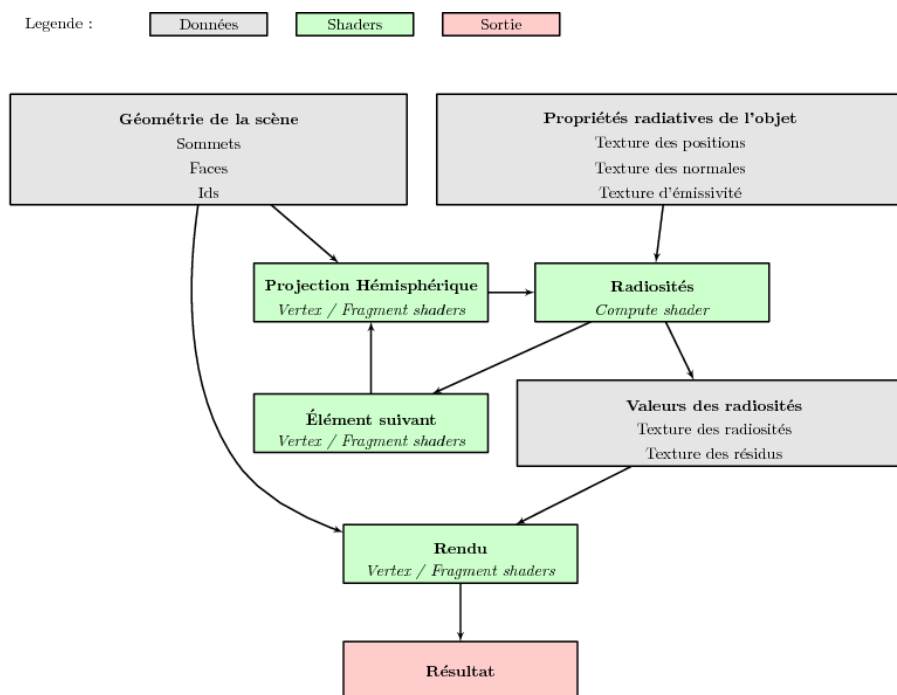 Legende :
Données
Shaders
Sortie
Géométrie de la scène
Sommets
Faces
Ids
Propriétés radiatives de l'objet
Texture des positions
Texture des normales
Texture d'émissivité
Projection Hémisphérique
Vertex / Fragment shaders
Radiosités
Compute shader
Élément suivant
Vertex / Fragment shaders
Valeurs des radiosités
Texture des radiosités
Texture des résidus
Rendu
Vertex / Fragment shaders
Résultat